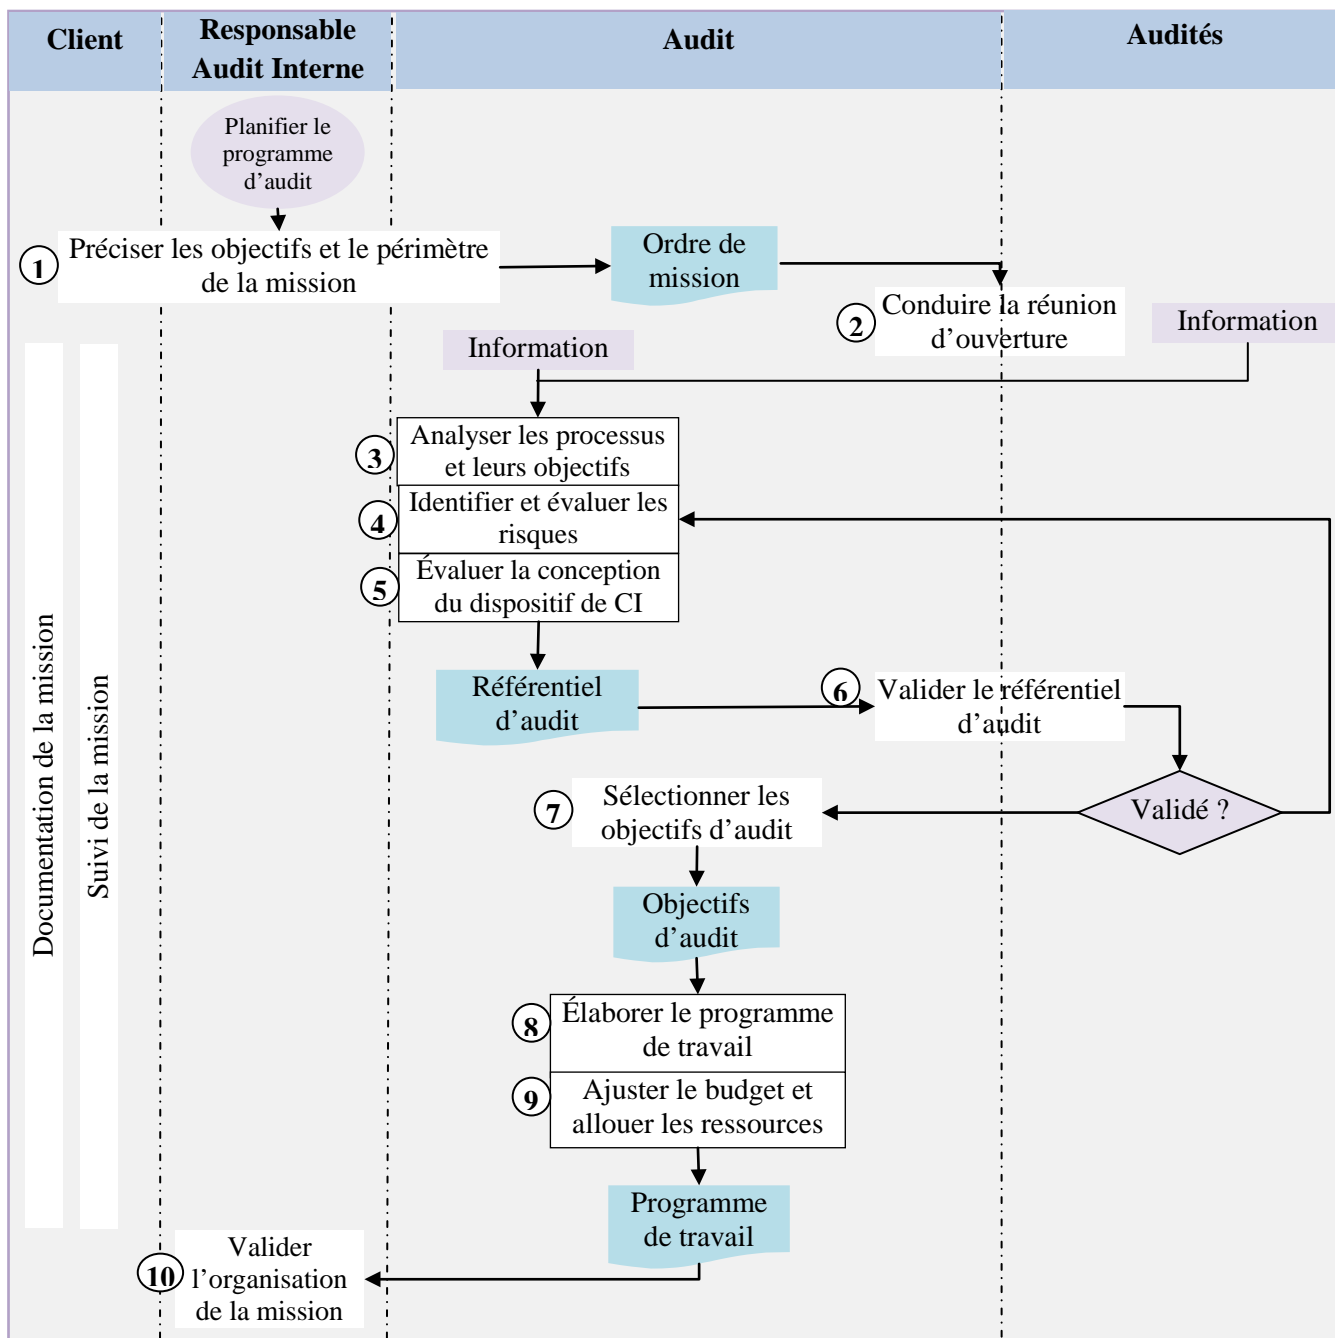 Client
Responsable
Audit Interne
Audit
Audités
Planifier le
programme
d’audit
1
Préciser les objectifs et le périmètre
de la mission
Ordre de
mission
2
Conduire la réunion
d’ouverture
Information
Information
3
Analyser les processus
et leurs objectifs
4
Identifier et évaluer les
risques
5
Évaluer la conception
du dispositif de CI
Documentation de la mission
Suivi de la mission
Référentiel
d’audit
6
Valider le référentiel
d’audit
7
Sélectionner les
objectifs d’audit
Validé ?
Objectifs
d’audit
8
Élaborer le programme
de travail
9
Ajuster le budget et
allouer les ressources
Programme
de travail
10
Valider
l’organisation
de la mission